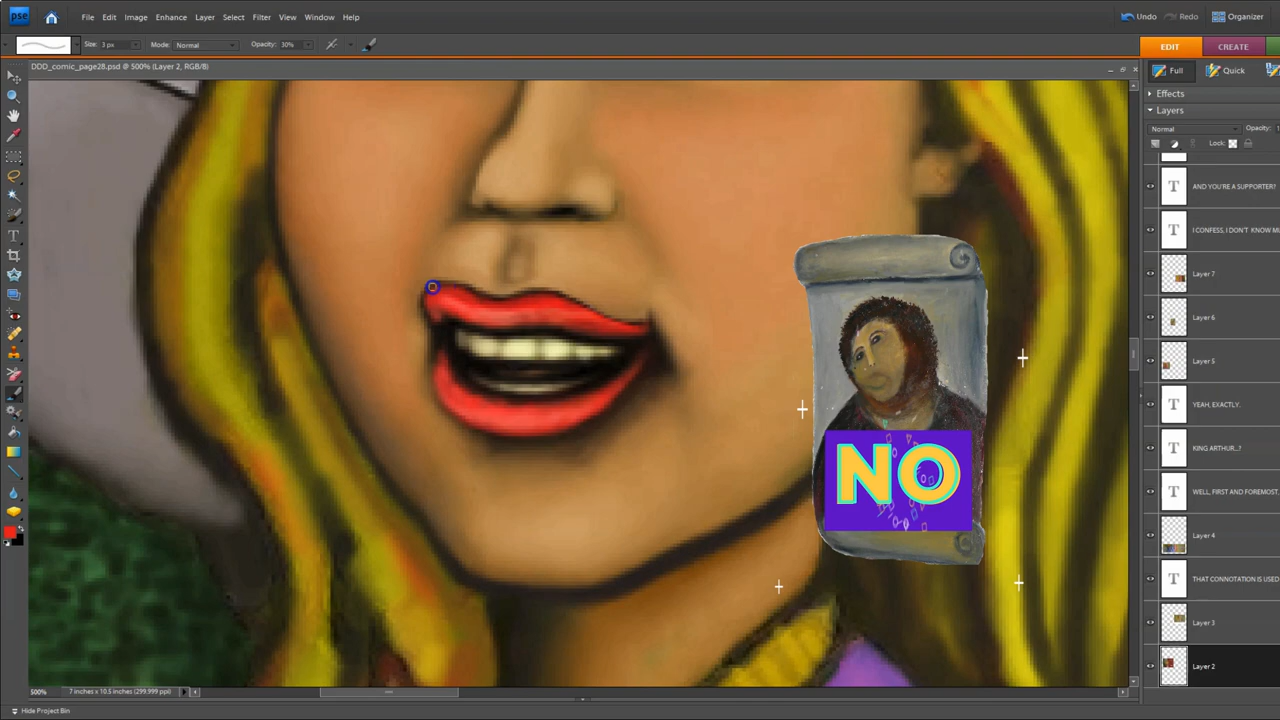 pse
File Edit Image Enhance Layer Select Filter View Window Help
Undo Redo Organizer
Size: 3 px Mode: Normal Opacity: 30%
EDIT CREATE
DDD_comic_page28.psd @ 500% (Layer 2, RGB/8)
Full Quick
Effects
Layers
Normal Opacity: 1
Lock:
T AND YOU'RE A SUPPORTER?
T I CONFESS, I DON'T KNOW M
Layer 7
Layer 6
Layer 5
T YEAH, EXACTLY.
T KING ARTHUR...?
T WELL, FIRST AND FOREMOST,
Layer 4
T THAT CONNOTATION IS USED
Layer 3
Layer 2
NO
500% 7 inches x 10.5 inches (299.999 ppi)
Hide Project Bin